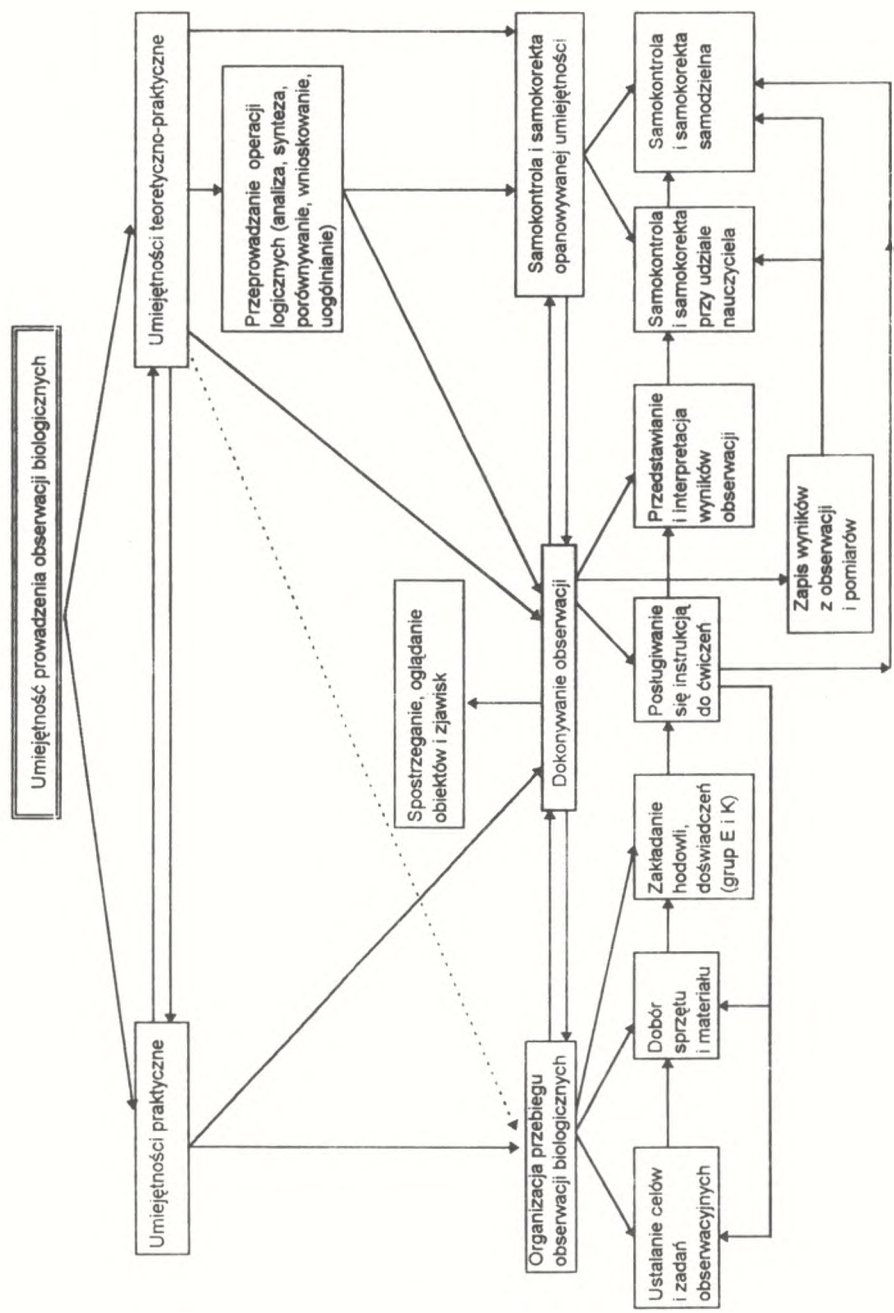 Umiejętność prowadzenia obserwacji biologicznych
Umiejętności praktyczne
Umiejętności teoretyczno-praktyczne
Przeprowadzanie operacji
logicznych (analiza, synteza,
porównywanie, wnioskowanie,
uogólnianie)
Spostrzeganie, oglądanie
obiektów i zjawisk
Organizacja przebiegu
obserwacji biologicznych
Dokonywanie obserwacji
Samokontrola i samokorekta
opanowywanej umiejętności
Ustalanie celów
i zadań
obserwacyjnych
Dobór
sprzętu
i materiału
Zakładanie
hodowli,
doświadczeń
(grup E i K)
Posługiwanie
się instrukcją
do ćwiczeń
Przedstawianie
i interpretacja
wyników
obserwacji
Samokontrola
i samokorekta
przy udziale
nauczyciela
Samokontrola
i samokorekta
samodzielna
Zapis wyników
z obserwacji
i pomiarów